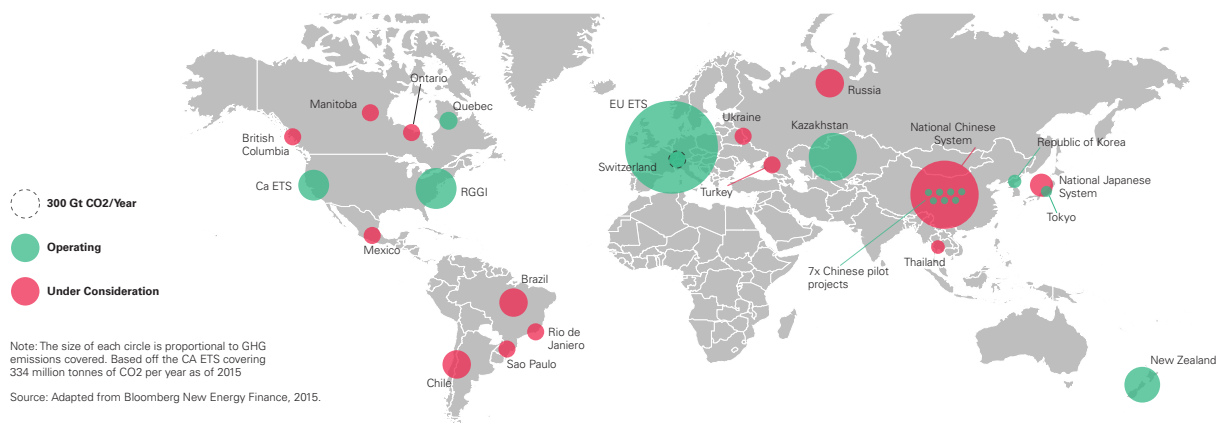 Ontario
Manitoba
Quebec
British
Columbia
Ca ETS
RGGI
Mexico
Brazil
Rio de
Janiero
Sao Paulo
Chile
EU ETS
Ukraine
Kazakhstan
Russia
National Chinese
System
Republic of Korea
Switzerland
Turkey
National Japanese
System
Tokyo
Thailand
7x Chinese pilot
projects
New Zealand
300 Gt CO2/Year
Operating
Under Consideration
Note: The size of each circle is proportional to GHG
emissions covered. Based off the CA ETS covering
334 million tonnes of CO2 per year as of 2015
Source: Adapted from Bloomberg New Energy Finance, 2015.